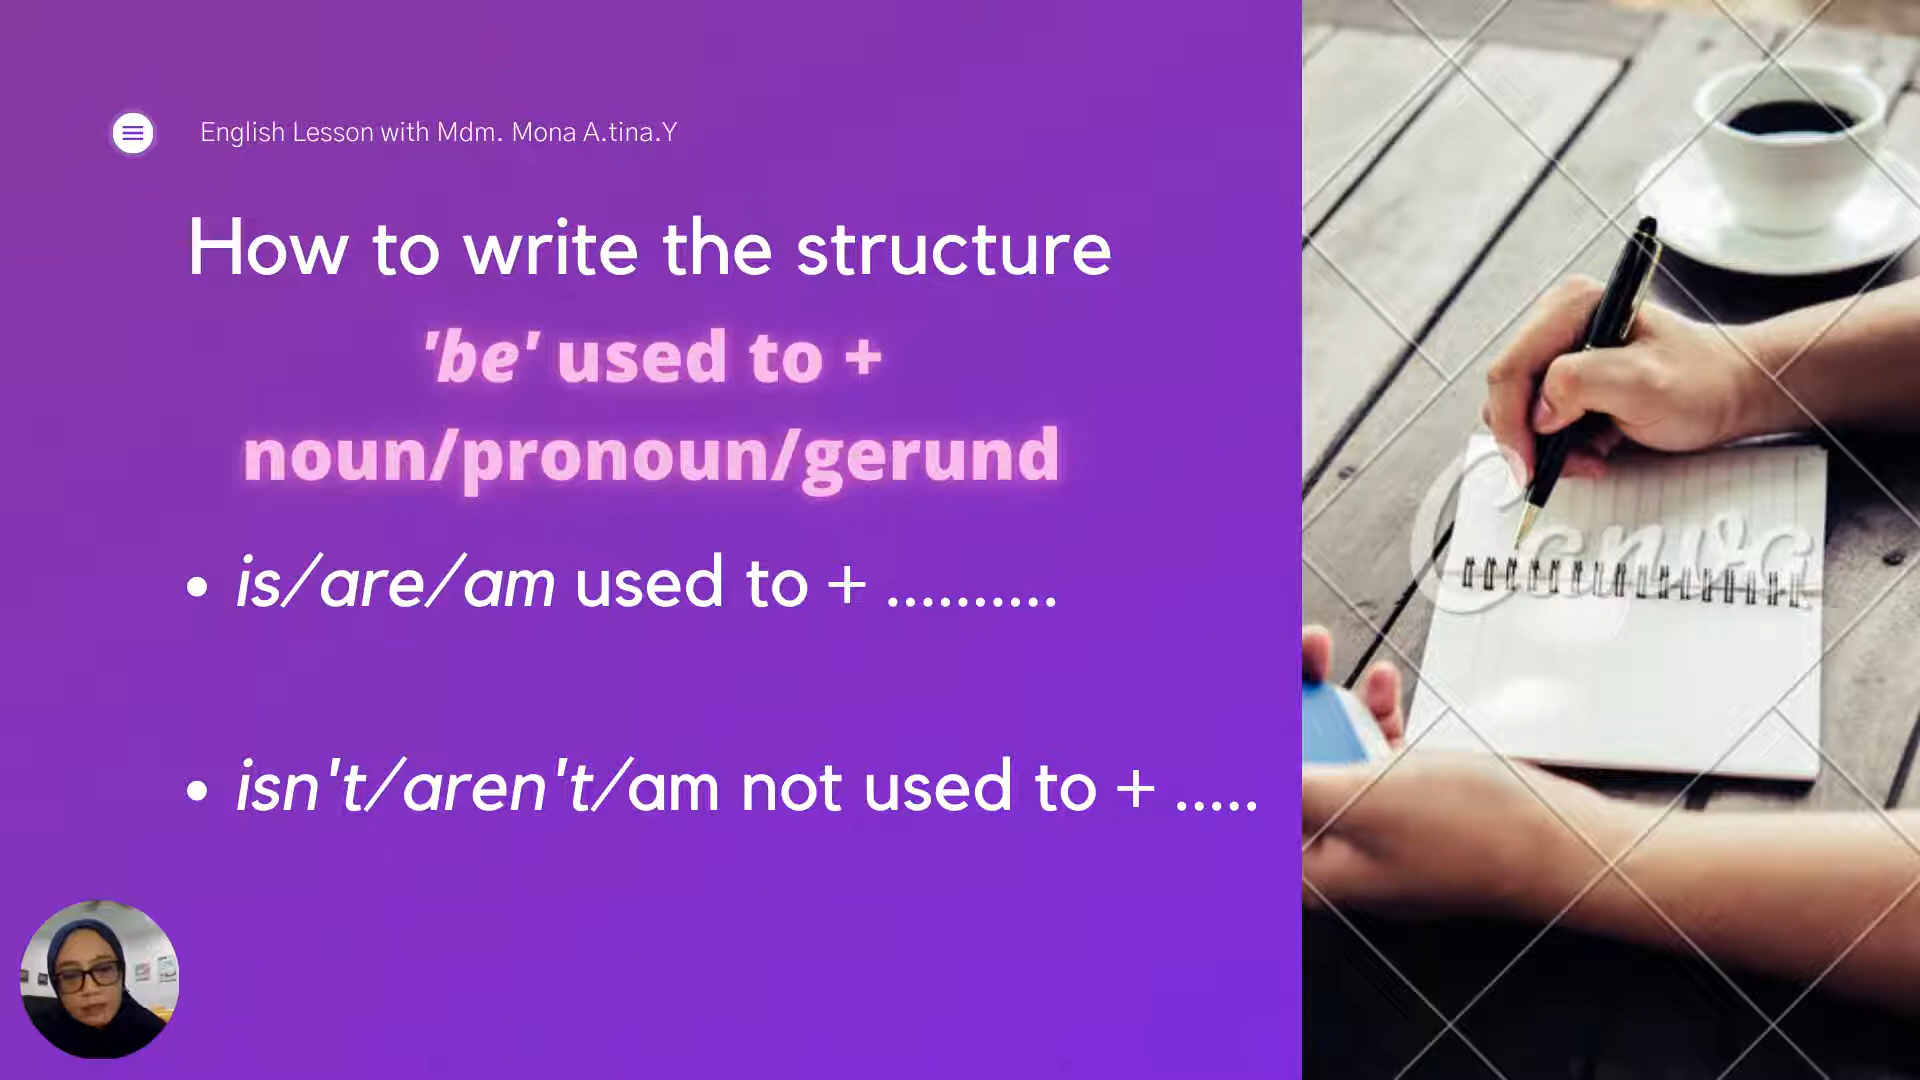 English Lesson with Mdm. Mona A.tina.Y
How to write the structure
'be' used to +
noun/pronoun/gerund
• is/are/am used to + ..........
• isn't/aren't/am not used to + .....
Canva